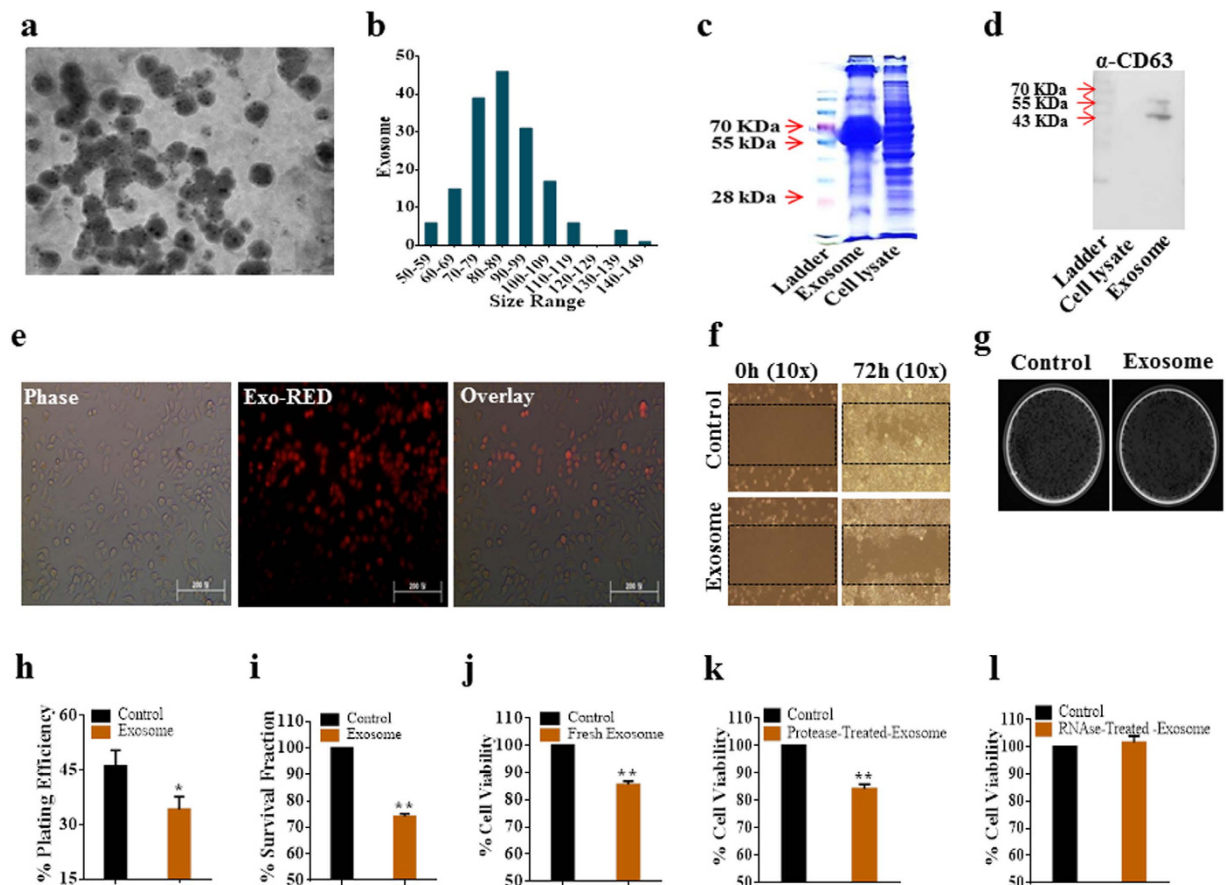 a
b
50
40
30
20
10
0
Exosome
50-59
60-69
70-79
80-89
90-99
100-109
110-119
120-129
130-139
140-149
Size Range
c
70 KDa
55 kDa
28 kDa
Ladder
Exosome
Cell lysate
d
α-CD63
70 KDa
55 KDa
43 KDa
Ladder
Cell lysate
Exosome
e
Phase
Exo-RED
Overlay
f
0h (10x)
72h (10x)
Control
Exosome
g
Control
Exosome
h
% Plating Efficiency
60
45
30
15
Control
Exosome
*
i
% Survival Fraction
110
100
90
80
70
60
50
Control
Exosome
**
j
% Cell Viability
110
100
90
80
70
60
50
Control
Fresh Exosome
**
k
% Cell Viability
110
100
90
80
70
60
50
Control
Protease-Treated-Exosome
**
l
% Cell Viability
110
100
90
80
70
60
50
Control
RNAse-Treated -Exosome